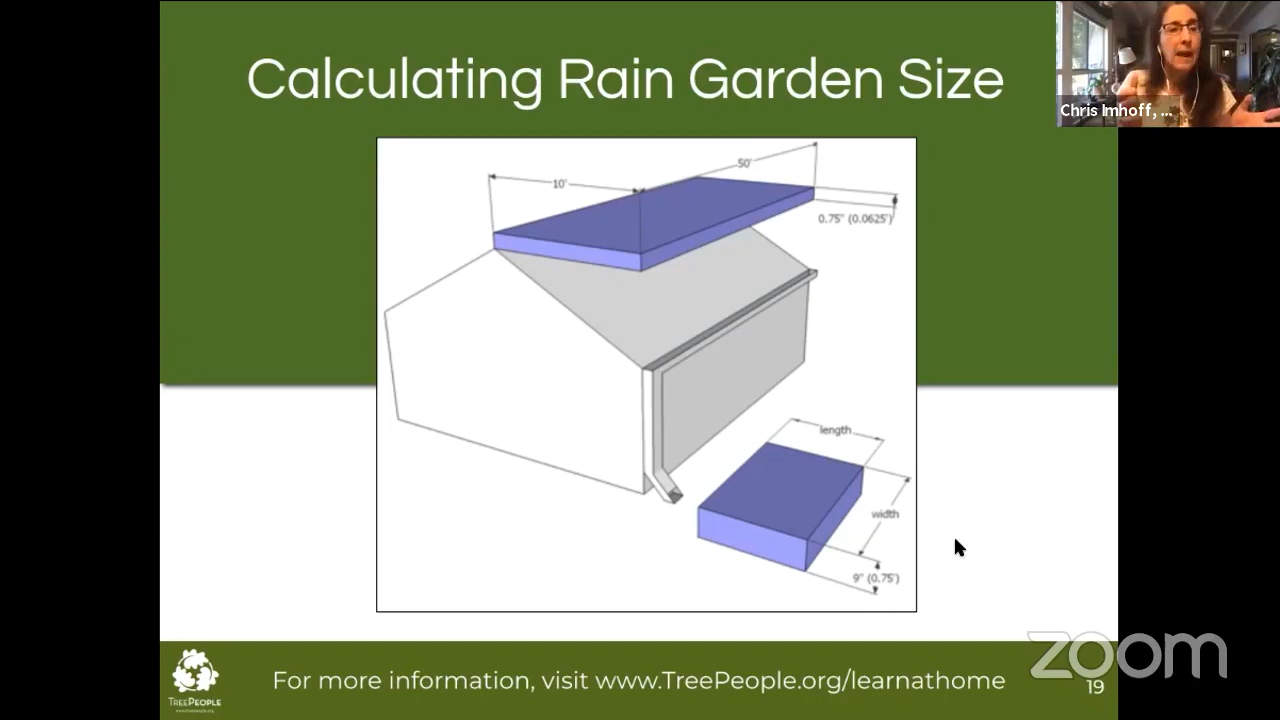 Calculating Rain Garden Size
Chris Imhoff, ...
50'
10'
0.75" (0.0625')
length
width
9" (0.75')
For more information, visit www.TreePeople.org/learnathome
TREEPEOPLE
zoom
19